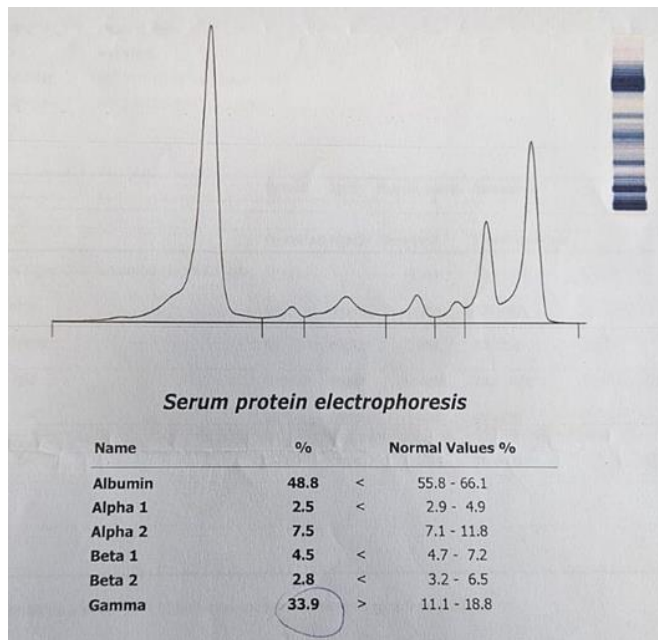 Serum protein electrophoresis
Name % Normal Values %
Albumin 48.8 < 55.8 - 66.1
Alpha 1 2.5 < 2.9 - 4.9
Alpha 2 7.5 7.1 - 11.8
Beta 1 4.5 < 4.7 - 7.2
Beta 2 2.8 < 3.2 - 6.5
Gamma 33.9 > 11.1 - 18.8